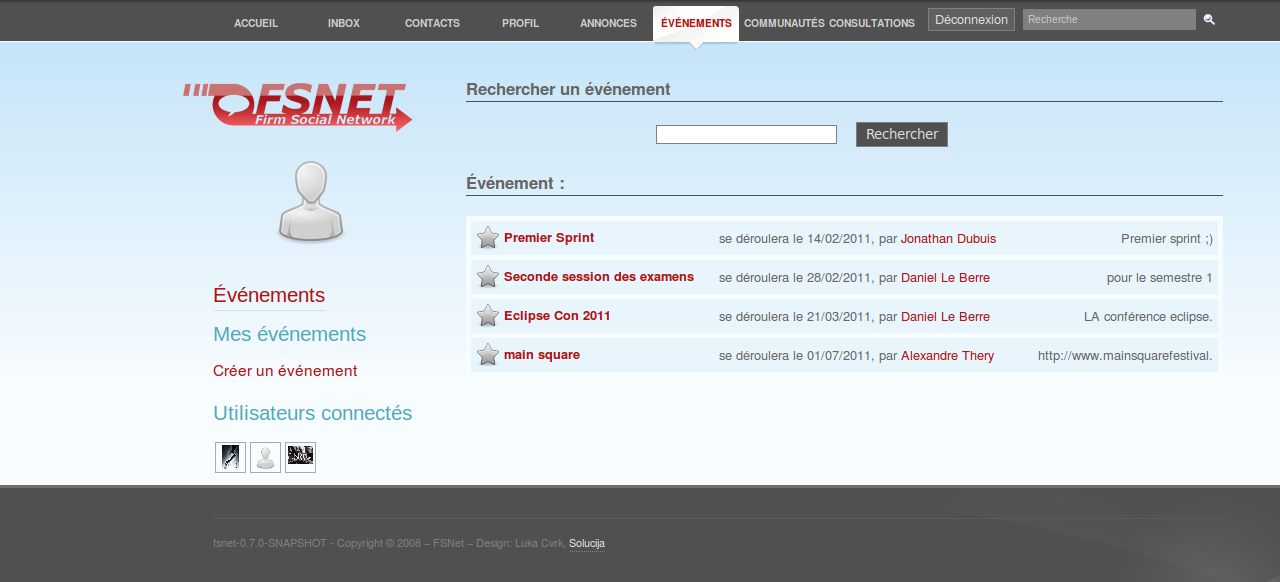 ACCUEIL INBOX CONTACTS PROFIL ANNONCES ÉVÉNEMENTS COMMUNAUTÉS CONSULTATIONS Déconnexion Recherche
FSNET
Firm Social Network
Rechercher un événement
Rechercher
Événement :
Premier Sprint se déroulera le 14/02/2011, par Jonathan Dubuis Premier sprint ;)
Seconde session des examens se déroulera le 28/02/2011, par Daniel Le Berre pour le semestre 1
Eclipse Con 2011 se déroulera le 21/03/2011, par Daniel Le Berre LA conférence eclipse.
main square se déroulera le 01/07/2011, par Alexandre Thery http://www.mainsquarefestival.
Événements
Mes événements
Créer un événement
Utilisateurs connectés
fsnet-0.7.0-SNAPSHOT - Copyright © 2008 – FSNet – Design: Luka Cvrk, Solucija